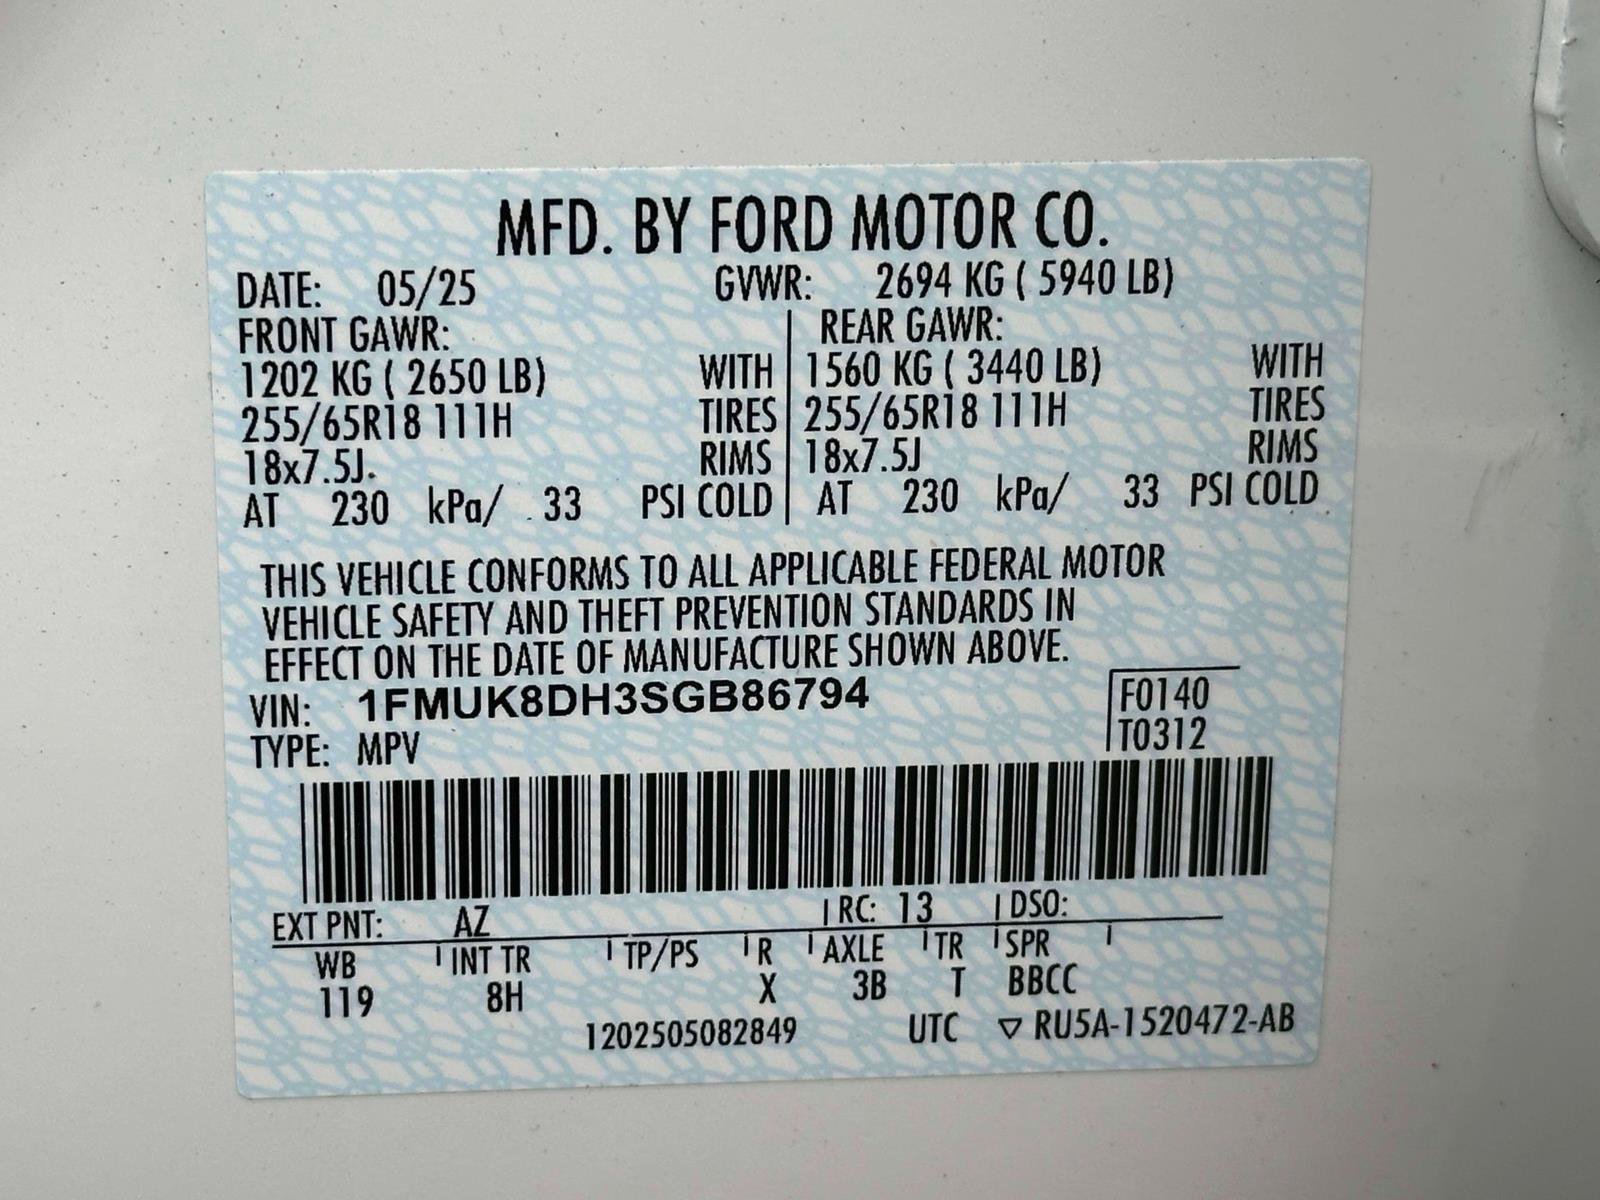 MFD. BY FORD MOTOR CO.
DATE: 05/25 GVWR: 2694 KG ( 5940 LB)
FRONT GAWR: REAR GAWR:
1202 KG ( 2650 LB) WITH 1560 KG ( 3440 LB) WITH
255/65R18 111H TIRES 255/65R18 111H TIRES
18x7.5J. RIMS 18x7.5J RIMS
AT 230 kPa/ 33 PSI COLD AT 230 kPa/ 33 PSI COLD
THIS VEHICLE CONFORMS TO ALL APPLICABLE FEDERAL MOTOR
VEHICLE SAFETY AND THEFT PREVENTION STANDARDS IN
EFFECT ON THE DATE OF MANUFACTURE SHOWN ABOVE.
VIN: 1FMUK8DH3SGB86794 F0140
TYPE: MPV T0312
EXT PNT: AZ RC: 13 DSO:
WB INT TR TP/PS R AXLE TR SPR
119 8H X 3B T BBCC
1202505082849 UTC ▽ RU5A-1520472-AB